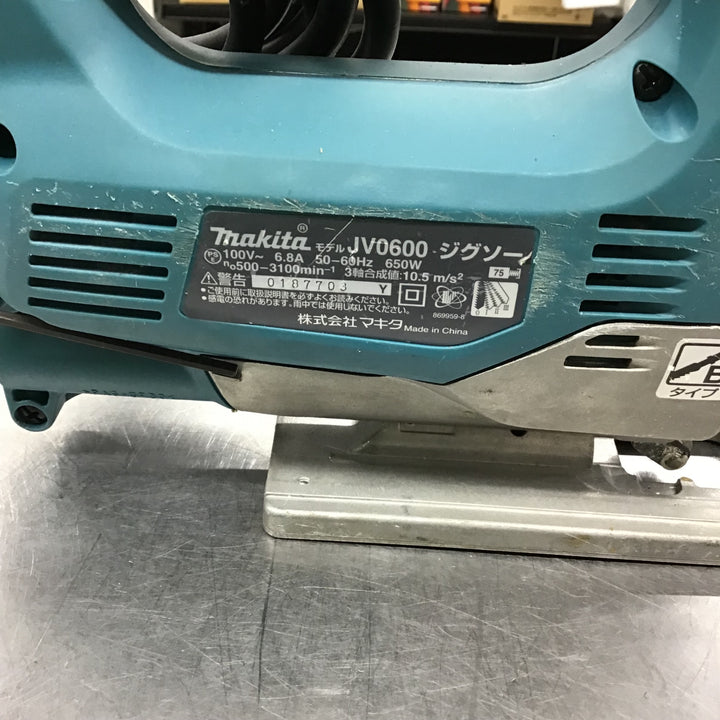 makita® モデル JV0600 ジグソー
100V~ 6.8A 50-60Hz 650W
n₀500-3100min⁻¹ 3軸合成値:10.5 m/s²
75
⚠警告 0187703 Y
・ご使用前に取扱説明書を必ずよくお読みください。
・感電の恐れがあります。雨中では使用しないでください。
869959-8
0 I II III
株式会社 マキタ Made in China
B
タイプ